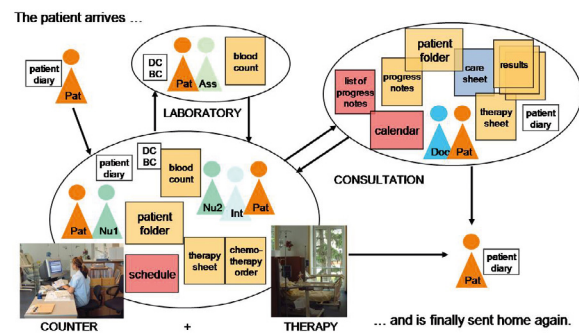 The patient arrives ...
patient
diary
Pat
DC
BC
Pat
Ass
blood
count
LABORATORY
patient
folder
care
sheet
results
list of
progress
notes
progress
notes
calendar
therapy
sheet
Doc
Pat
patient
diary
CONSULTATION
patient
diary
DC
BC
blood
count
Pat
Nu1
patient
folder
Nu2
Int
Pat
schedule
therapy
sheet
chemo-
therapy
order
COUNTER
+
THERAPY
Pat
patient
diary
... and is finally sent home again.